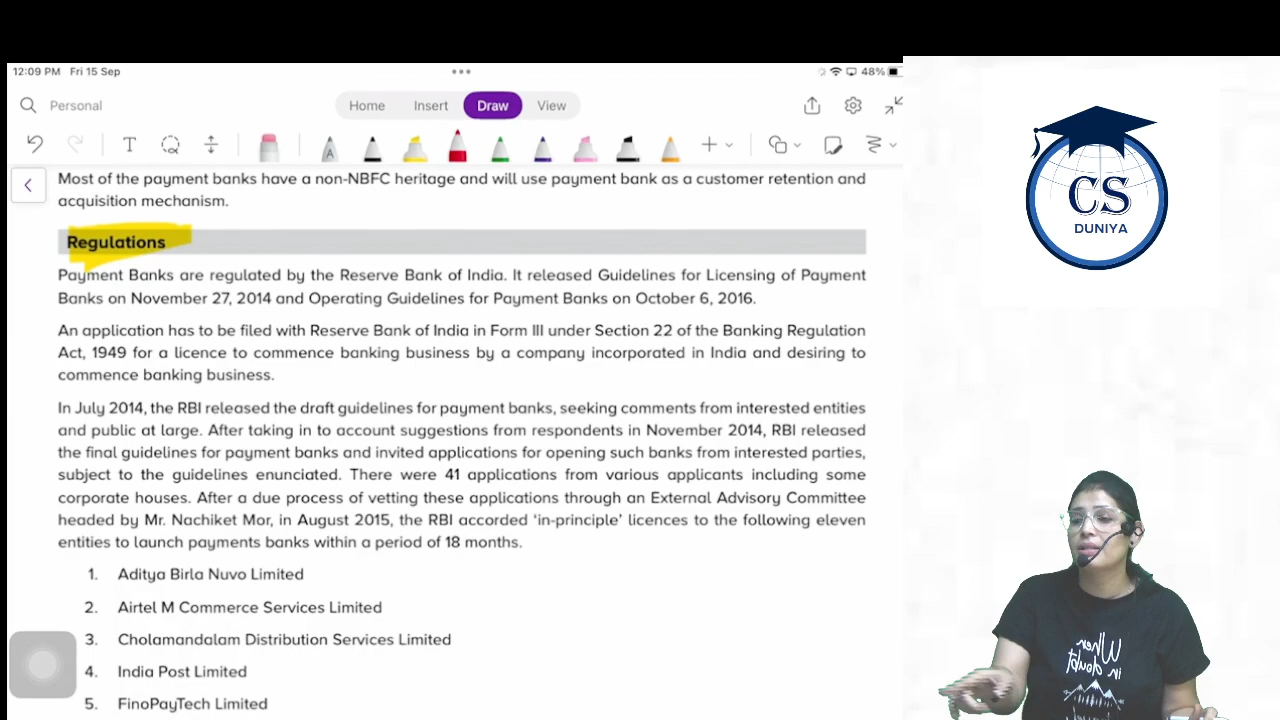 12:09 PM Fri 15 Sep
48%
Personal
Home Insert Draw View
T
A
Most of the payment banks have a non-NBFC heritage and will use payment bank as a customer retention and
acquisition mechanism.
Regulations
Payment Banks are regulated by the Reserve Bank of India. It released Guidelines for Licensing of Payment
Banks on November 27, 2014 and Operating Guidelines for Payment Banks on October 6, 2016.
An application has to be filed with Reserve Bank of India in Form III under Section 22 of the Banking Regulation
Act, 1949 for a licence to commence banking business by a company incorporated in India and desiring to
commence banking business.
In July 2014, the RBI released the draft guidelines for payment banks, seeking comments from interested entities
and public at large. After taking in to account suggestions from respondents in November 2014, RBI released
the final guidelines for payment banks and invited applications for opening such banks from interested parties,
subject to the guidelines enunciated. There were 41 applications from various applicants including some
corporate houses. After a due process of vetting these applications through an External Advisory Committee
headed by Mr. Nachiket Mor, in August 2015, the RBI accorded ‘in-principle’ licences to the following eleven
entities to launch payments banks within a period of 18 months.
1. Aditya Birla Nuvo Limited
2. Airtel M Commerce Services Limited
3. Cholamandalam Distribution Services Limited
4. India Post Limited
5. FinoPayTech Limited
CS
DUNIYA
When
in doubt